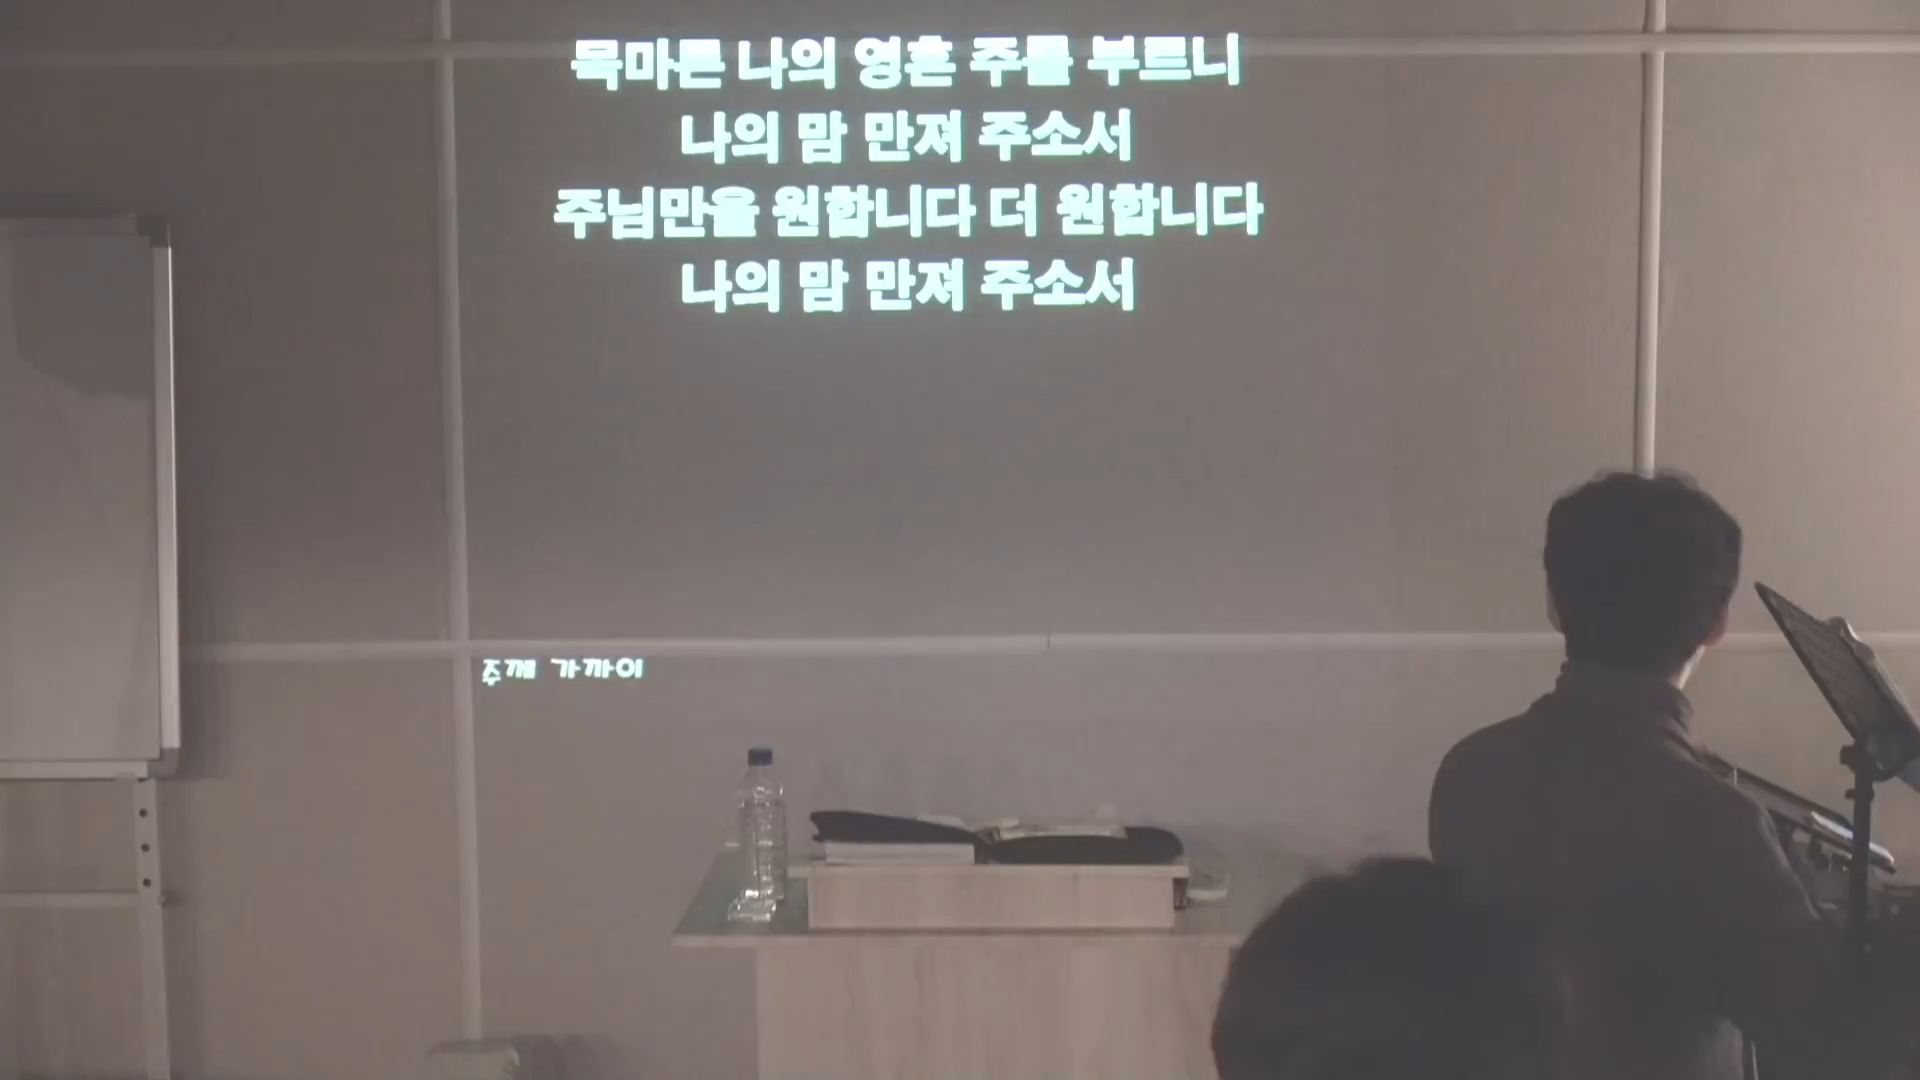 목마른 나의 영혼 주를 부르니
나의 맘 만져 주소서
주님만을 원합니다 더 원합니다
나의 맘 만져 주소서
주께 가까이